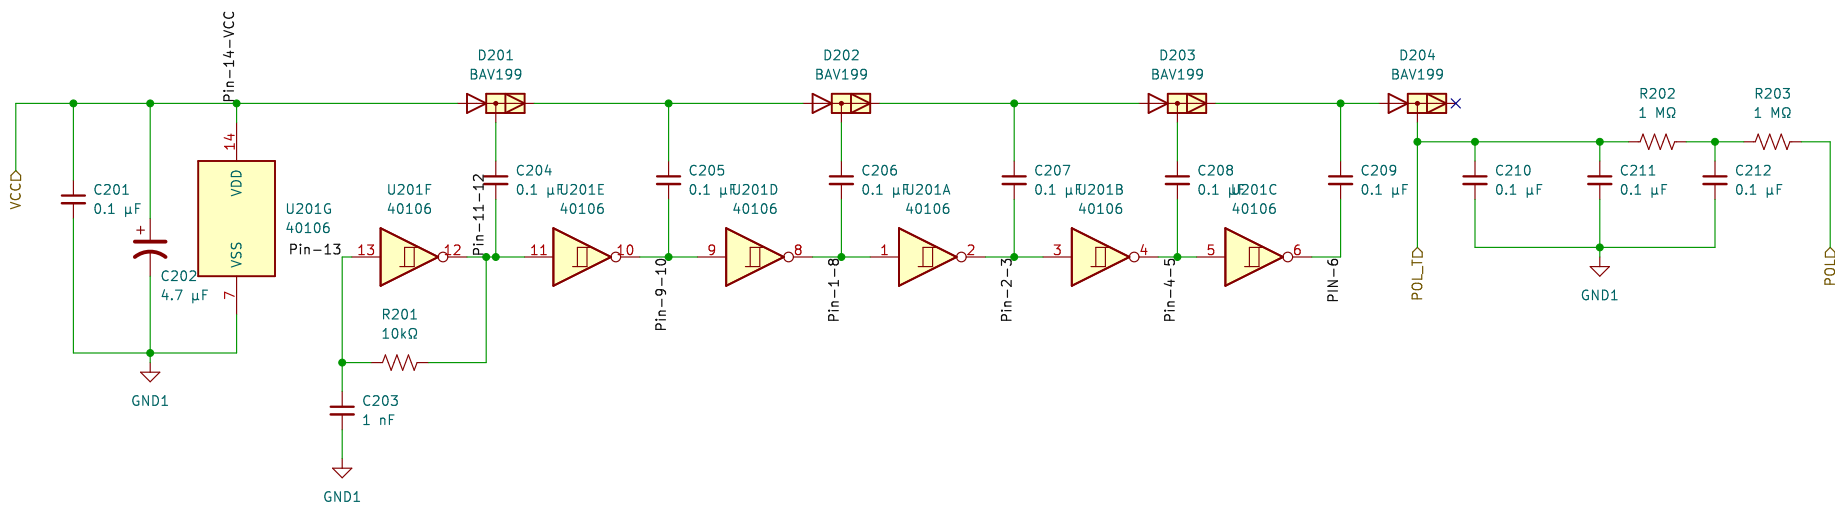 Pin-14-VCC
D201
BAV199
D202
BAV199
D203
BAV199
D204
BAV199
R202
1 MΩ
R203
1 MΩ
14
VDD
VSS
7
VCC
C201
0.1 µF
+
C202
4.7 µF
U201G
40106
GND1
Pin-13
13
U201F
40106
12
Pin-11-12
C204
0.1 µF
R201
10kΩ
C203
1 nF
GND1
11
U201E
40106
10
Pin-9-10
C205
0.1 µF
9
U201D
40106
8
Pin-1-8
C206
0.1 µF
1
U201A
40106
2
Pin-2-3
C207
0.1 µF
3
U201B
40106
4
Pin-4-5
C208
0.1 µF
5
U201C
40106
6
PIN-6
C209
0.1 µF
POL_TD
C210
0.1 µF
C211
0.1 µF
C212
0.1 µF
GND1
POL